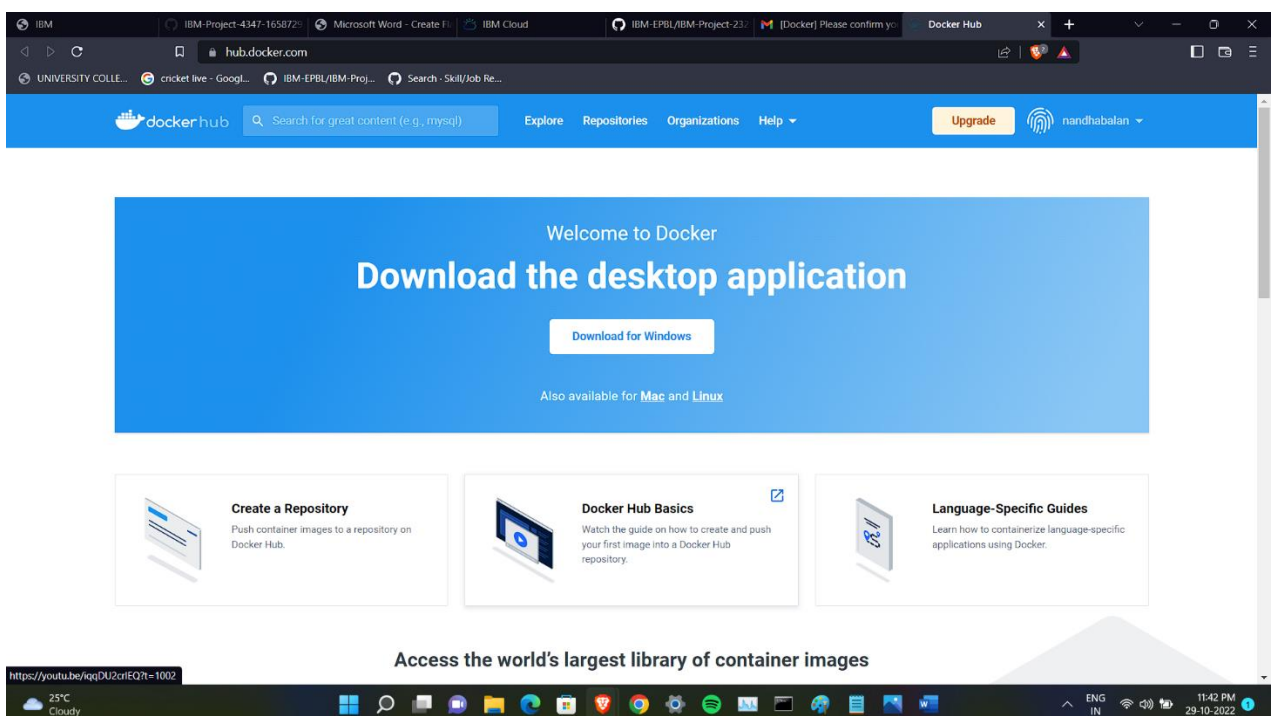 IBM
IBM-Project-4347-1658729
Microsoft Word - Create Fl
IBM Cloud
IBM-EPBL/IBM-Project-232
[Docker] Please confirm yo
Docker Hub
hub.docker.com
UNIVERSITY COLLE...
cricket live - Googl...
IBM-EPBL/IBM-Proj...
Search · Skill/Job Re...
dockerhub
Search for great content (e.g., mysql)
Explore
Repositories
Organizations
Help
Upgrade
nandhabalan
Welcome to Docker
Download the desktop application
Download for Windows
Also available for Mac and Linux
Create a Repository
Push container images to a repository on
Docker Hub.
Docker Hub Basics
Watch the guide on how to create and push
your first image into a Docker Hub
repository.
Language-Specific Guides
Learn how to containerize language-specific
applications using Docker.
Access the world's largest library of container images
https://youtu.be/iqqDU2crIEQ?t=1002
25°C
Cloudy
ENG
IN
11:42 PM
29-10-2022
1